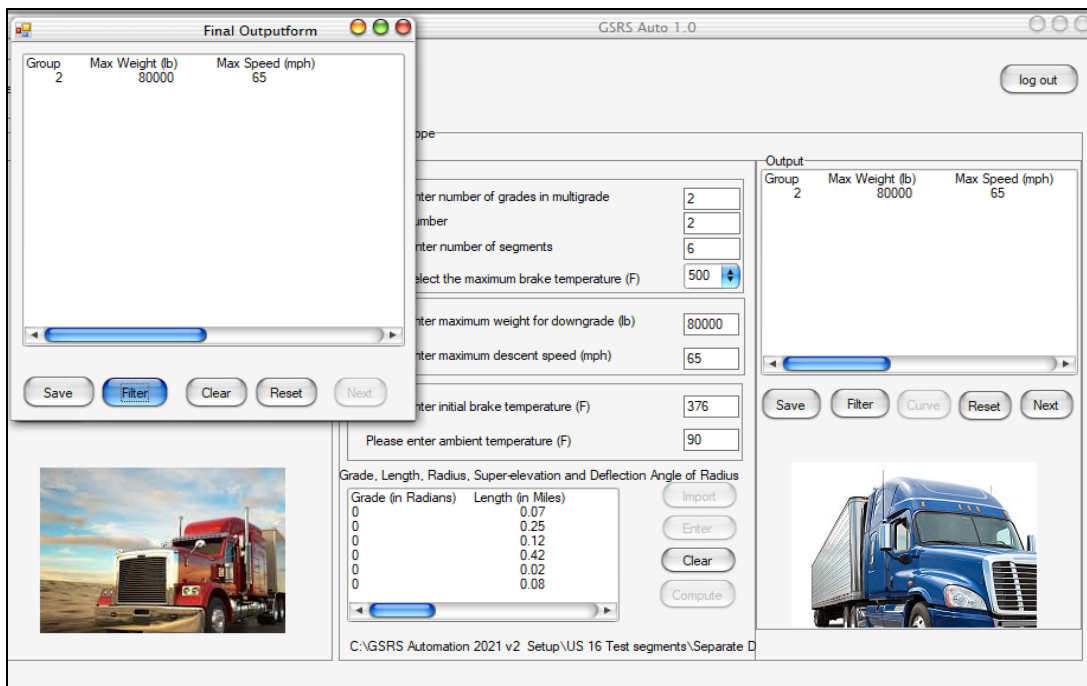 Final Outputform
Group Max Weight (lb) Max Speed (mph)
2 80000 65
Save Filter Clear Reset Next
GSRS Auto 1.0
log out
ope
nter number of grades in multigrade 2
umber 2
nter number of segments 6
elect the maximum brake temperature (F) 500
nter maximum weight for downgrade (lb) 80000
nter maximum descent speed (mph) 65
nter initial brake temperature (F) 376
Please enter ambient temperature (F) 90
Grade, Length, Radius, Super-elevation and Deflection Angle of Radius
Grade (in Radians) Length (in Miles)
0 0.07
0 0.25
0 0.12
0 0.42
0 0.02
0 0.08
Import
Enter
Clear
Compute
C:\GSRS Automation 2021 v2 Setup\US 16 Test segments\Separate D
Output
Group Max Weight (lb) Max Speed (mph)
2 80000 65
Save Filter Curve Reset Next